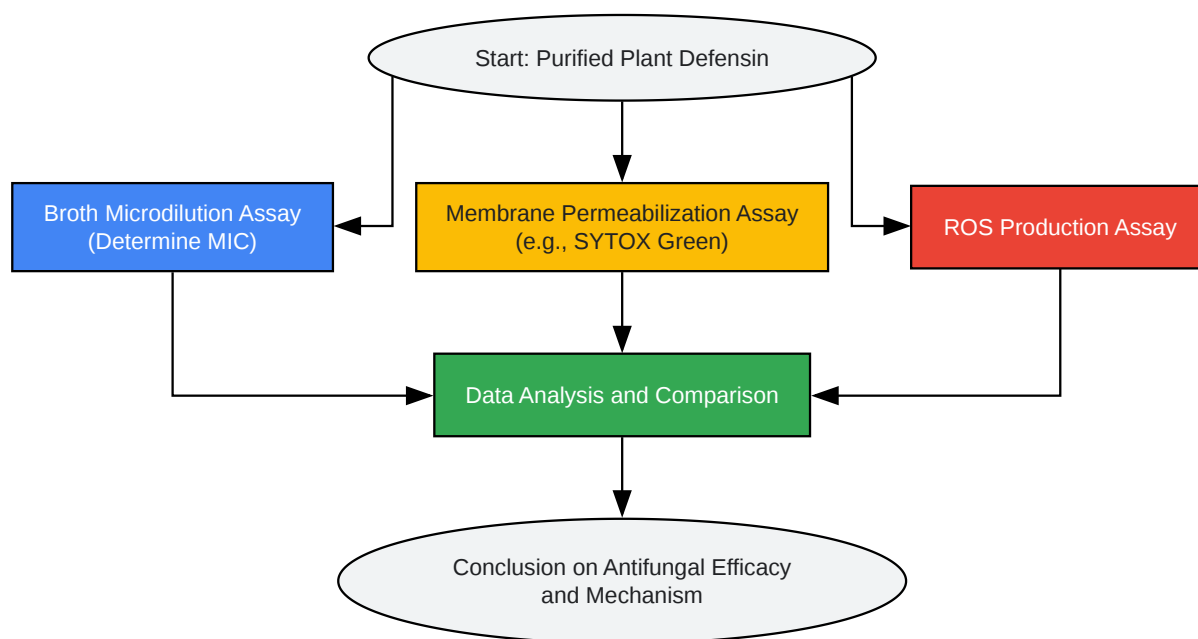 Start: Purified Plant Defensin
Broth Microdilution Assay
(Determine MIC)
Membrane Permeabilization Assay
(e.g., SYTOX Green)
ROS Production Assay
Data Analysis and Comparison
Conclusion on Antifungal Efficacy
and Mechanism